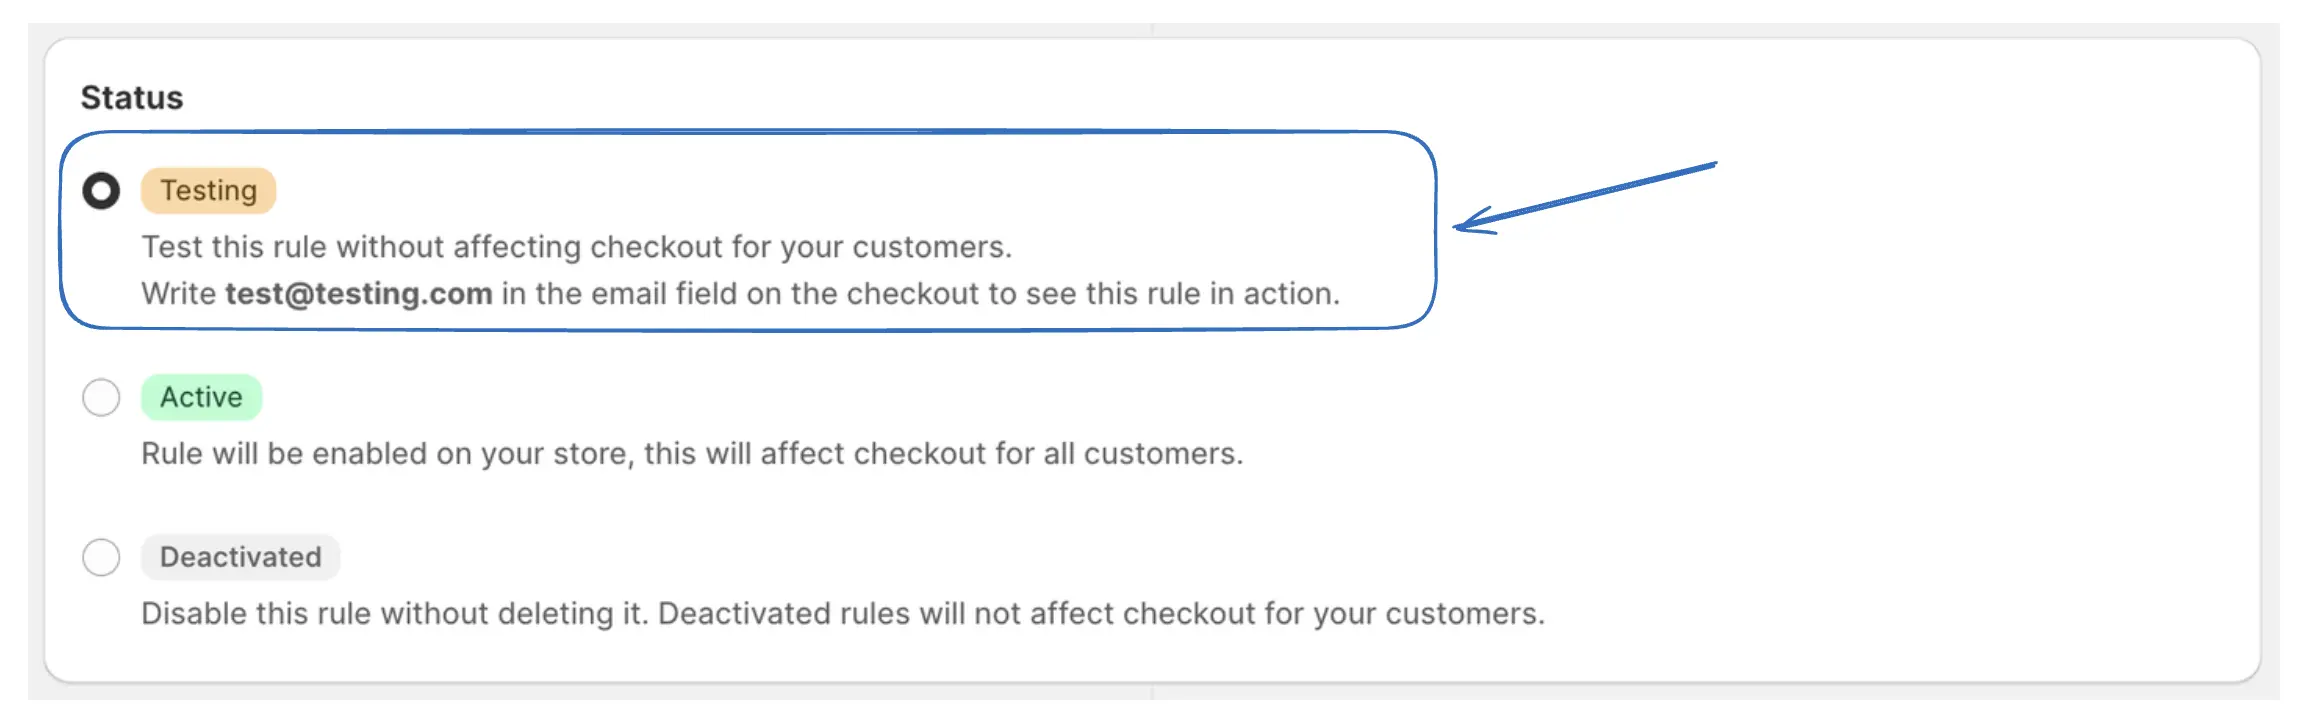 Status
Testing
Test this rule without affecting checkout for your customers.
Write test@testing.com in the email field on the checkout to see this rule in action.
Active
Rule will be enabled on your store, this will affect checkout for all customers.
Deactivated
Disable this rule without deleting it. Deactivated rules will not affect checkout for your customers.